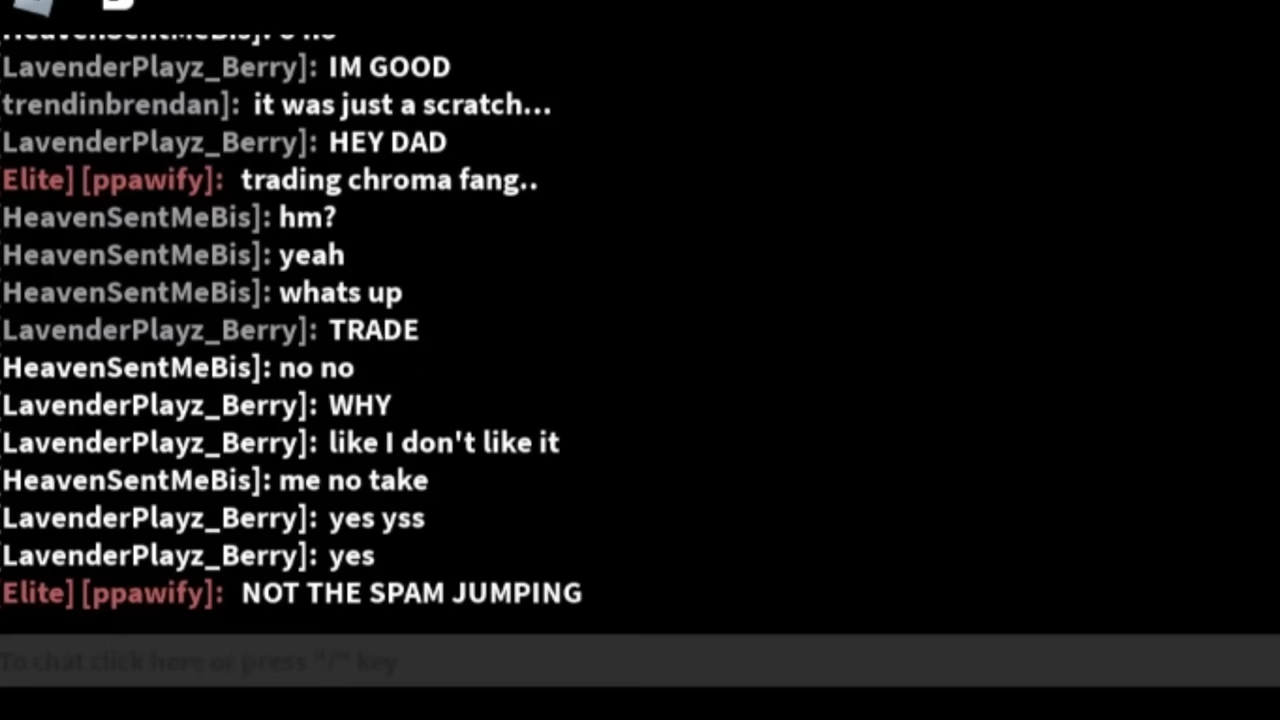 [HeavenSentMeBis]: o no
[LavenderPlayz_Berry]: IM GOOD
[trendinbrendan]: it was just a scratch...
[LavenderPlayz_Berry]: HEY DAD
[Elite] [ppawify]: trading chroma fang..
[HeavenSentMeBis]: hm?
[HeavenSentMeBis]: yeah
[HeavenSentMeBis]: whats up
[LavenderPlayz_Berry]: TRADE
[HeavenSentMeBis]: no no
[LavenderPlayz_Berry]: WHY
[LavenderPlayz_Berry]: like I don't like it
[HeavenSentMeBis]: me no take
[LavenderPlayz_Berry]: yes yss
[LavenderPlayz_Berry]: yes
[Elite] [ppawify]: NOT THE SPAM JUMPING
To chat click here or press "/" key